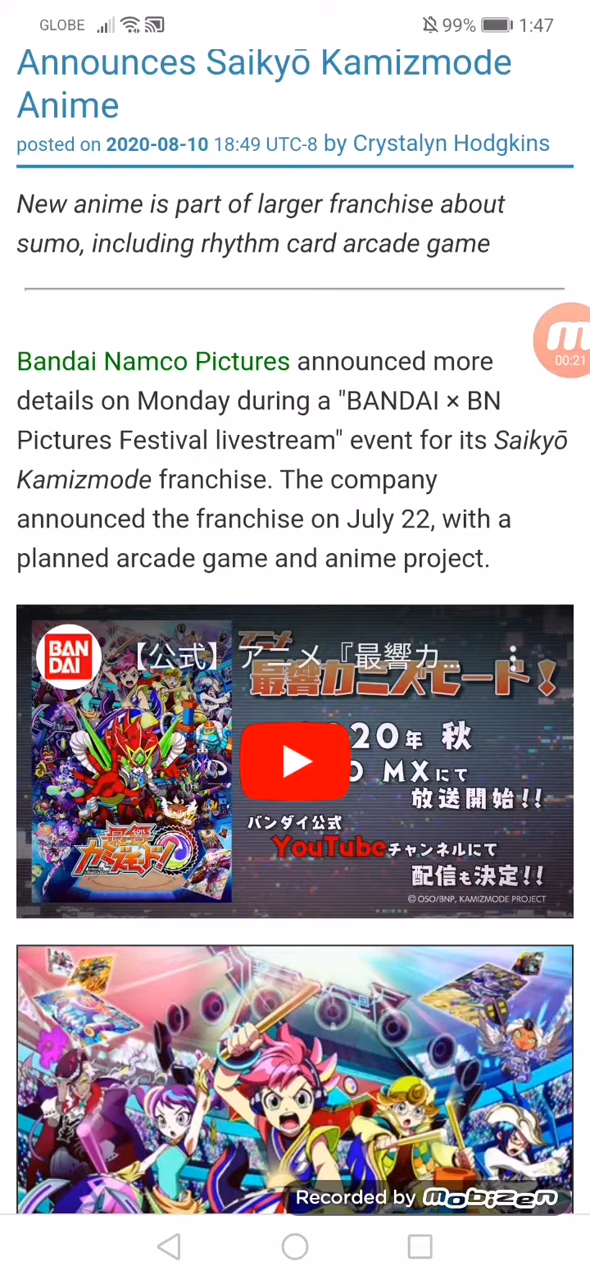 GLOBE
99%
1:47
Announces Saikyō Kamizmode
Anime
posted on 2020-08-10 18:49 UTC-8 by Crystalyn Hodgkins
New anime is part of larger franchise about
sumo, including rhythm card arcade game
00:21
Bandai Namco Pictures announced more
details on Monday during a "BANDAI × BN
Pictures Festival livestream" event for its Saikyō
Kamizmode franchise. The company
announced the franchise on July 22, with a
planned arcade game and anime project.
BAN
DAI
【公式】 アニメ『最響カ...
アニメ
最響カミズモード!
20年 秋
MXにて
放送開始!!
バンダイ公式
YouTubeチャンネルにて
配信も決定!!
© OSO/BNP, KAMIZMODE PROJECT
カミズモード!
Recorded by mobizen